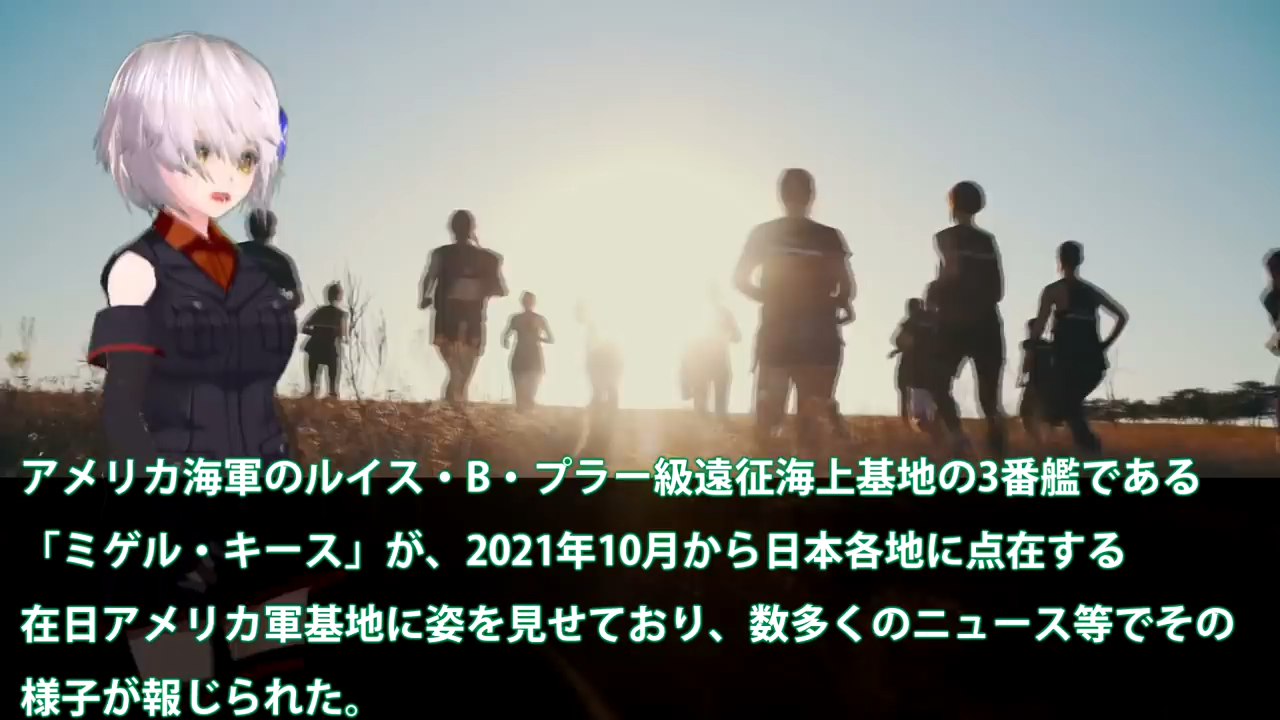 アメリカ海軍のルイス・B・プラー級遠征海上基地の3番艦である
「ミゲル・キース」が、2021年10月から日本各地に点在する
在日アメリカ軍基地に姿を見せており、数多くのニュース等でその
様子が報じられた。